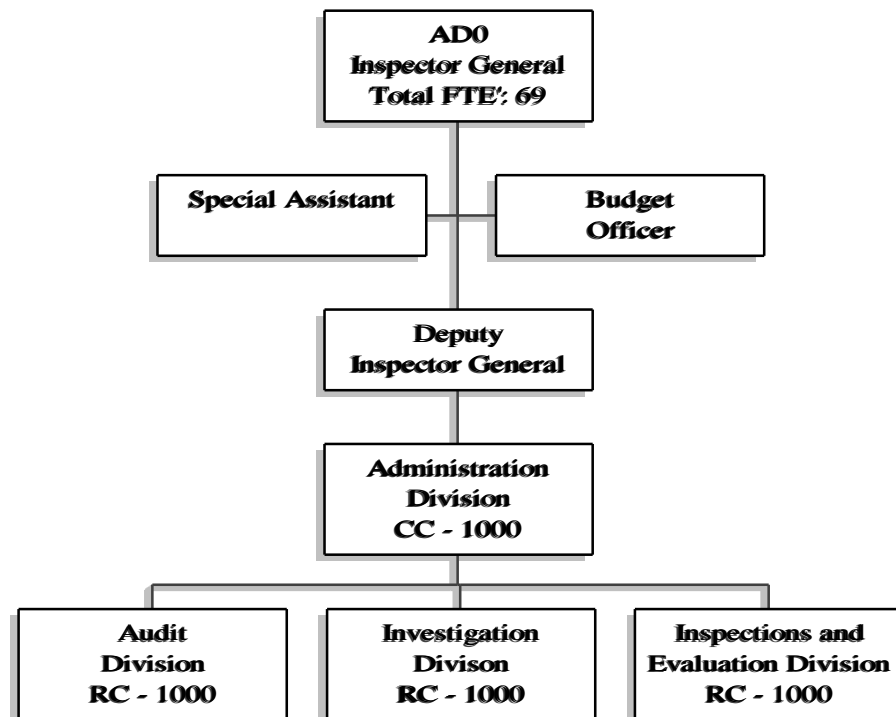 AD0
Inspector General
Total FTE': 69
Special Assistant
Budget
Officer
Deputy
Inspector General
Administration
Division
CC - 1000
Audit
Division
RC - 1000
Investigation
Divison
RC - 1000
Inspections and
Evaluation Division
RC - 1000